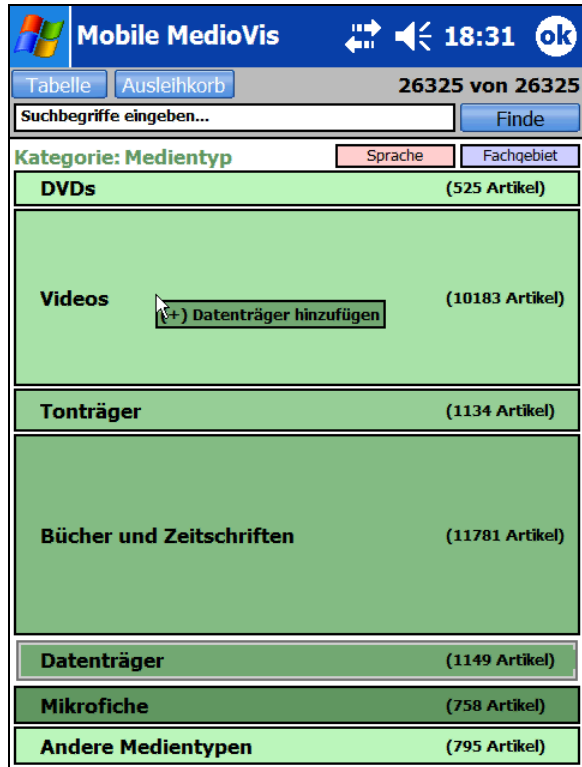 Mobile MedioVis 18:31 ok
Tabelle Ausleihkorb 26325 von 26325
Suchbegriffe eingeben... Finde
Kategorie: Medientyp Sprache Fachgebiet
DVDs (525 Artikel)
Videos (10183 Artikel)
(+) Datenträger hinzufügen
Tonträger (1134 Artikel)
Bücher und Zeitschriften (11781 Artikel)
Datenträger (1149 Artikel)
Mikrofiche (758 Artikel)
Andere Medientypen (795 Artikel)